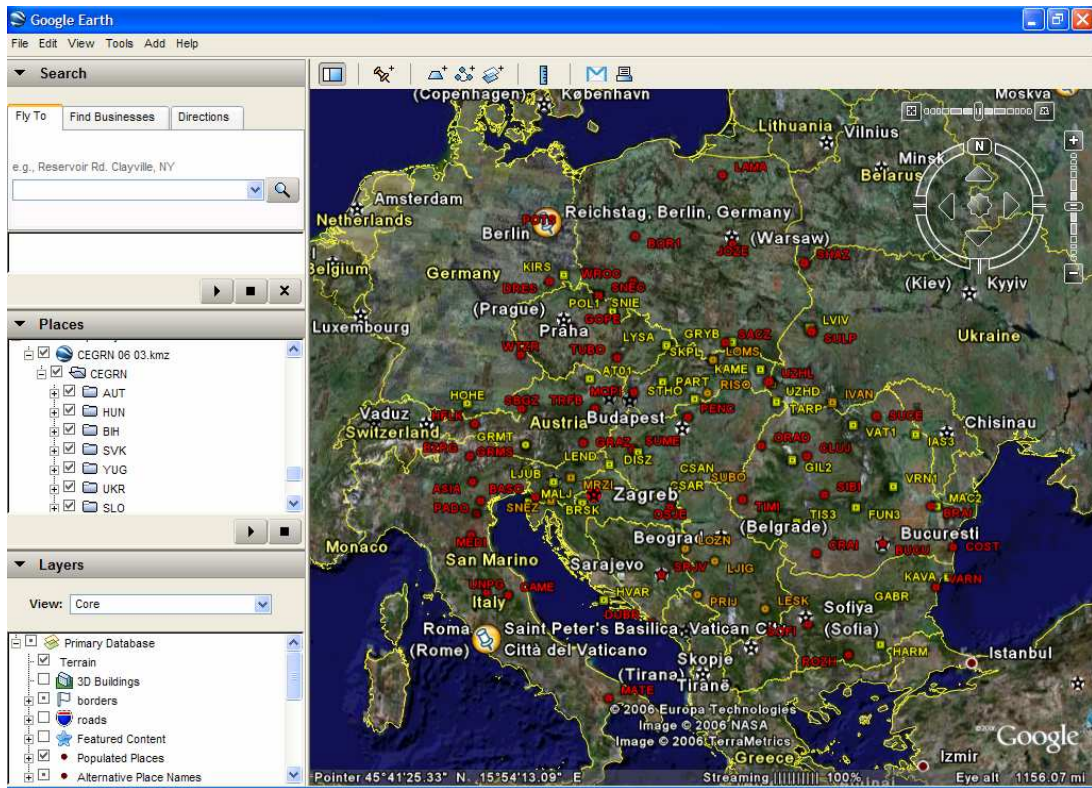 Google Earth
File Edit View Tools Add Help
Search
Fly To Find Businesses Directions
e.g., Reservoir Rd. Clayville, NY
Places
CEGRN 06 03.kmz
CEGRN
AUT
HUN
BIH
SVK
YUG
UKR
SLO
Layers
View: Core
Primary Database
Terrain
3D Buildings
borders
roads
Featured Content
Populated Places
Alternative Place Names
(Copenhagen) København
Moskva
Lithuania Vilnius
Minsk
Belarus
N
LAMA
Amsterdam
Netherlands
POTS Reichstag, Berlin, Germany
Berlin
BOR1
JOZE (Warsaw)
SHAZ
Belgium
Germany
KIRS
DRES
WROC
SNEC
(Kiev) Kyyiv
(Prague)
POL1 SNIE
GOPE
Luxembourg
Praha
LYSA
GRYB
SACZ
LVIV
SULP
Ukraine
WTZR
TUBO
SKPL
LOMS
KAME
UZHL
AT01
MOPI
STHO
PART
RISO
UZHD
IVAN
TARP
HOHE
SBGZ
TRFB
PENC
SUCE
Vaduz
Switzerland
HFLK
Austria
Budapest
VAT1
IAS3
Chisinau
GRMT
BZRG
GRMS
GRAZ
SUME
ORAD
CLUJ
LEND
DISZ
GIL2
LJUB
CSAN
SUBO
CSAR
MRZI
VRN1
ASIA
BASO
MALJ
Zagreb
SIBI
MAC2
PADO
SNEZ
BRSK
OSJE
TIMI
TIS3
FUN3
BRAI
(Belgrade)
Bucuresti
Monaco
MEDI
Beograd
LOZN
CRAI
BUCU
COST
San Marino
Sarajevo
SRJV
LJIG
KAVA
VARN
UNPG
CAME
Italy
HVAR
DUBR
PRIJ
LESK
GABR
Sofiya
Roma
(Rome)
Saint Peter's Basilica, Vatican City
Città del Vaticano
SOFI
(Sofia)
HARM
Skopje
ROZH
Istanbul
(Tirana)
Tiranë
MATE
© 2006 Europa Technologies
Image © 2006 NASA
Image © 2006 TerraMetrics
Greece
Google
Izmir
Pointer 45°41'25.33" N 15°54'13.09" E Streaming |||||||||| 100% Eye alt 1156.07 mi